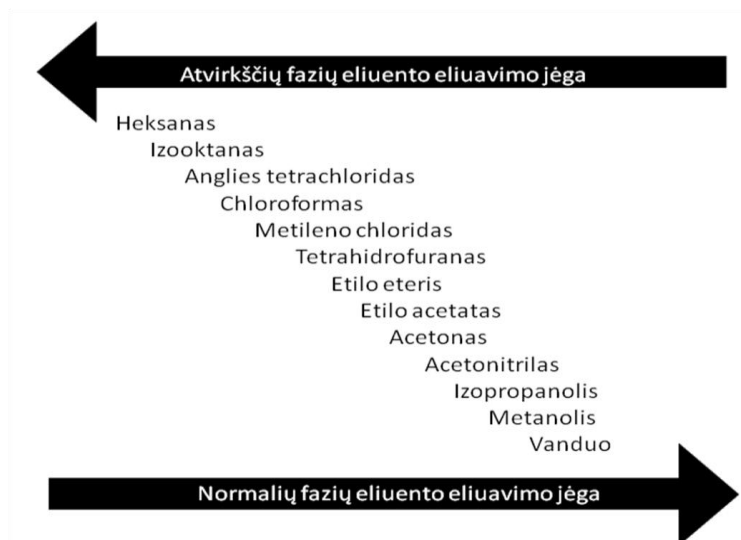 Atvirkščių fazių eliuento eliuavimo jėga
Heksanas
Izooktanas
Anglies tetrachloridas
Chloroformas
Metileno chloridas
Tetrahidrofuranas
Etilo eteris
Etilo acetatas
Acetonas
Acetonitrilas
Izopropanolis
Metanolis
Vanduo
Normalių fazių eliuento eliuavimo jėga